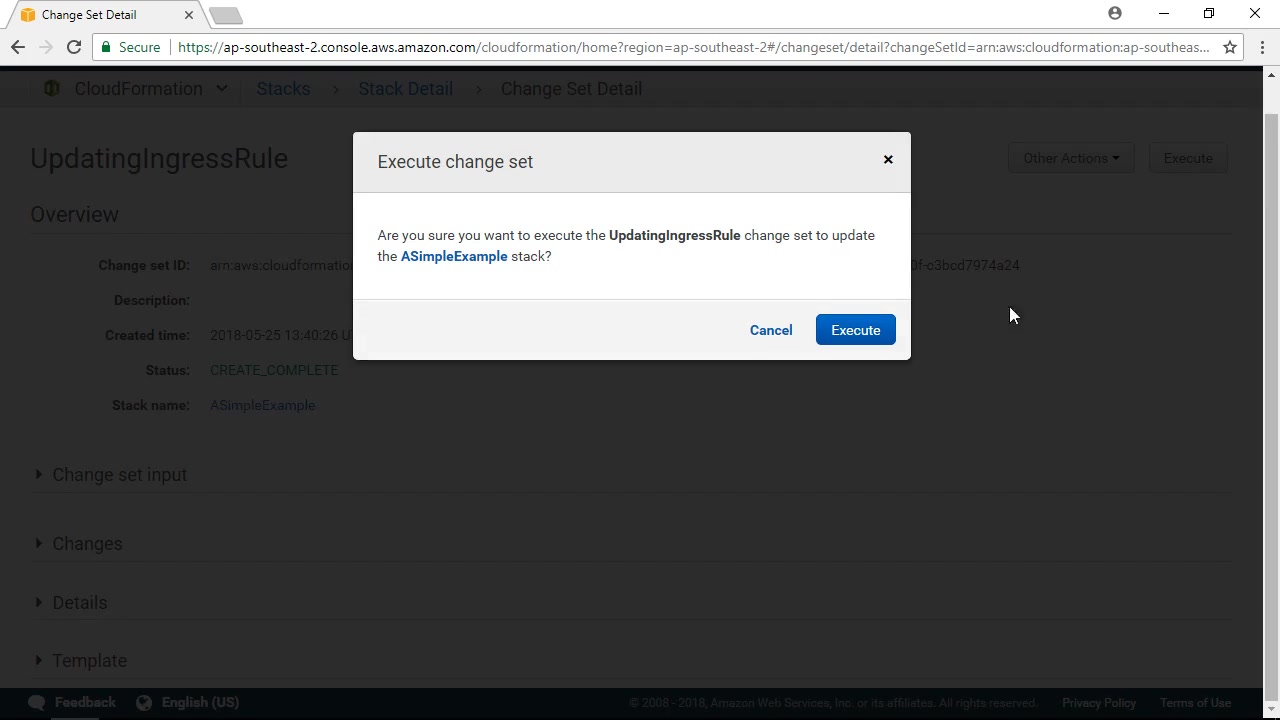 Change Set Detail
Secure
https://ap-southeast-2.console.aws.amazon.com/cloudformation/home?region=ap-southeast-2#/changeset/detail?changeSetId=arn:aws:cloudformation:ap-southeas...
CloudFormation Stacks Stack Detail Change Set Detail
UpdatingIngressRule
Other Actions Execute
Overview
Execute change set
Are you sure you want to execute the UpdatingIngressRule change set to update
the ASimpleExample stack?
Cancel Execute
Change set ID: arn:aws:cloudformatio 0f-c3bcd7974a24
Description:
Created time: 2018-05-25 13:40:26 U
Status: CREATE_COMPLETE
Stack name: ASimpleExample
Change set input
Changes
Details
Template
Feedback English (US) © 2008 - 2018, Amazon Web Services, Inc. or its affiliates. All rights reserved. Privacy Policy Terms of Use